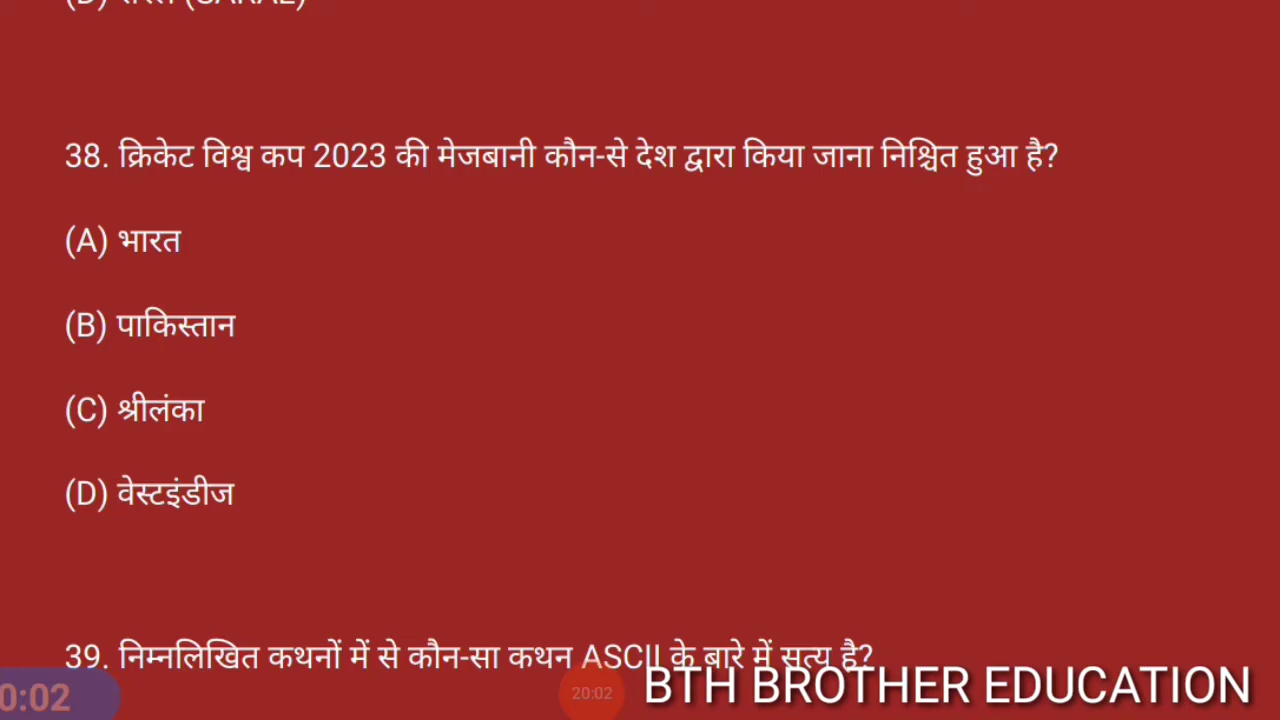 38. क्रिकेट विश्व कप 2023 की मेजबानी कौन-से देश द्वारा किया जाना निश्चित हुआ है?
(A) भारत
(B) पाकिस्तान
(C) श्रीलंका
(D) वेस्टइंडीज
39. निम्नलिखित कथनों में से कौन-सा कथन ASCII के बारे में सत्य है?
0:02
20:02
BTH BROTHER EDUCATION